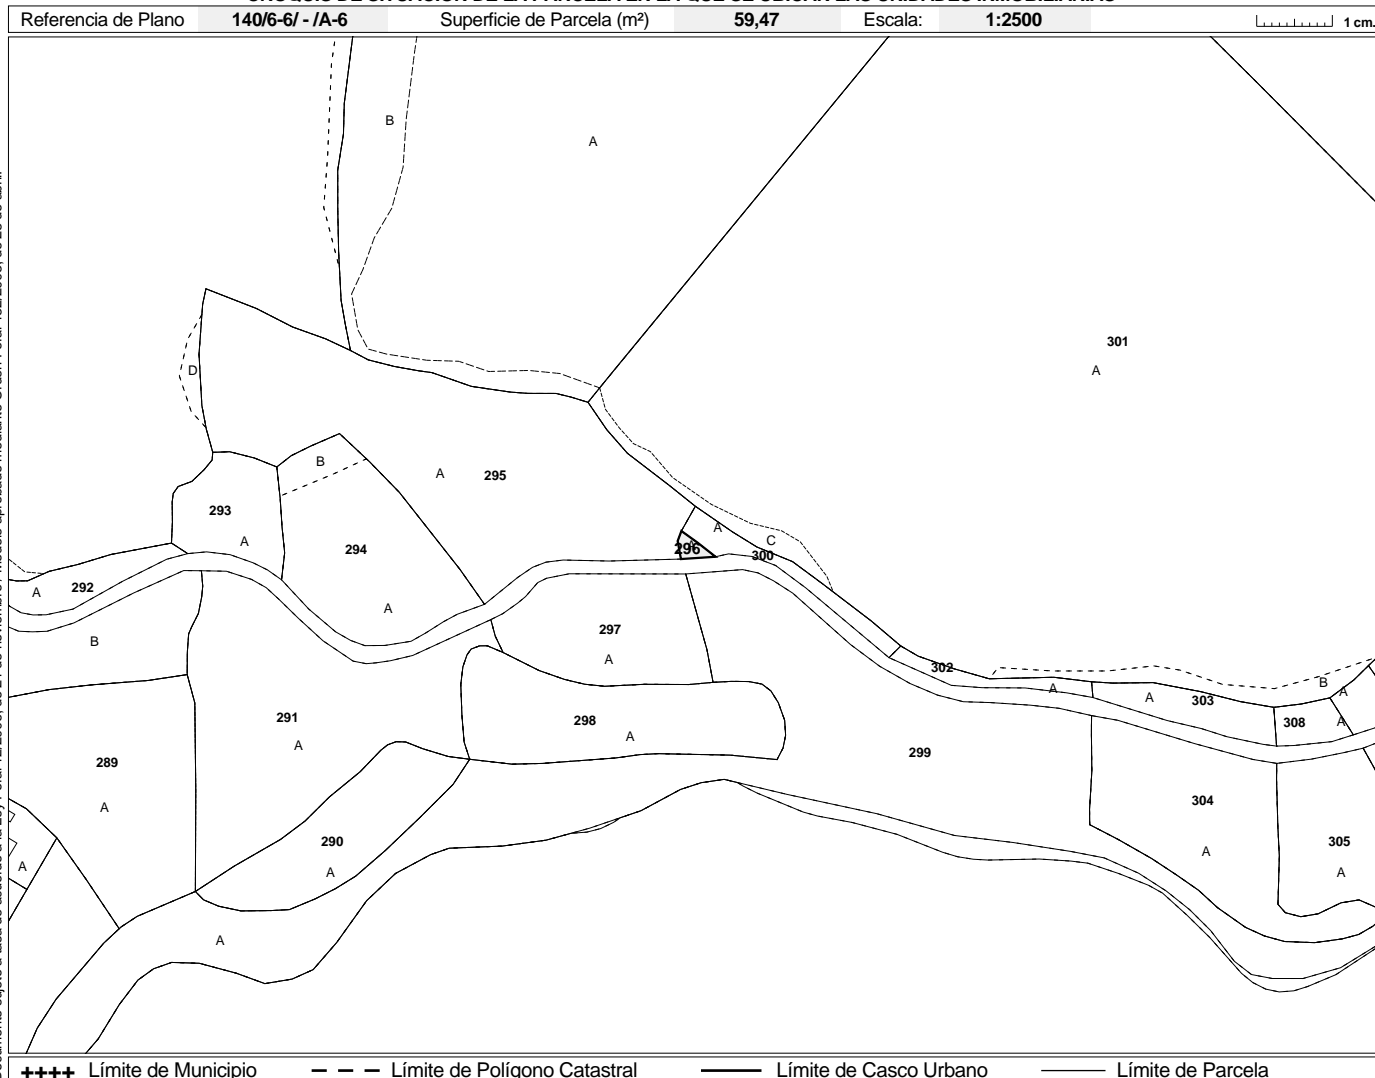 Referencia de Plano 140/6-6/ - /A-6 Superficie de Parcela (m²) 59,47 Escala: 1:2500 1 cm.
B
A
301
A
D
B
A 295
293
A
294
A
296
A
C
300
A 292
A
B
297
A
302
A
A 303
B
A
308 A
291
A
298
A
299
289
A
304
A
305
A
290
A
A
A
++++ Límite de Municipio – – – Límite de Polígono Catastral —— Límite de Casco Urbano —— Límite de Parcela